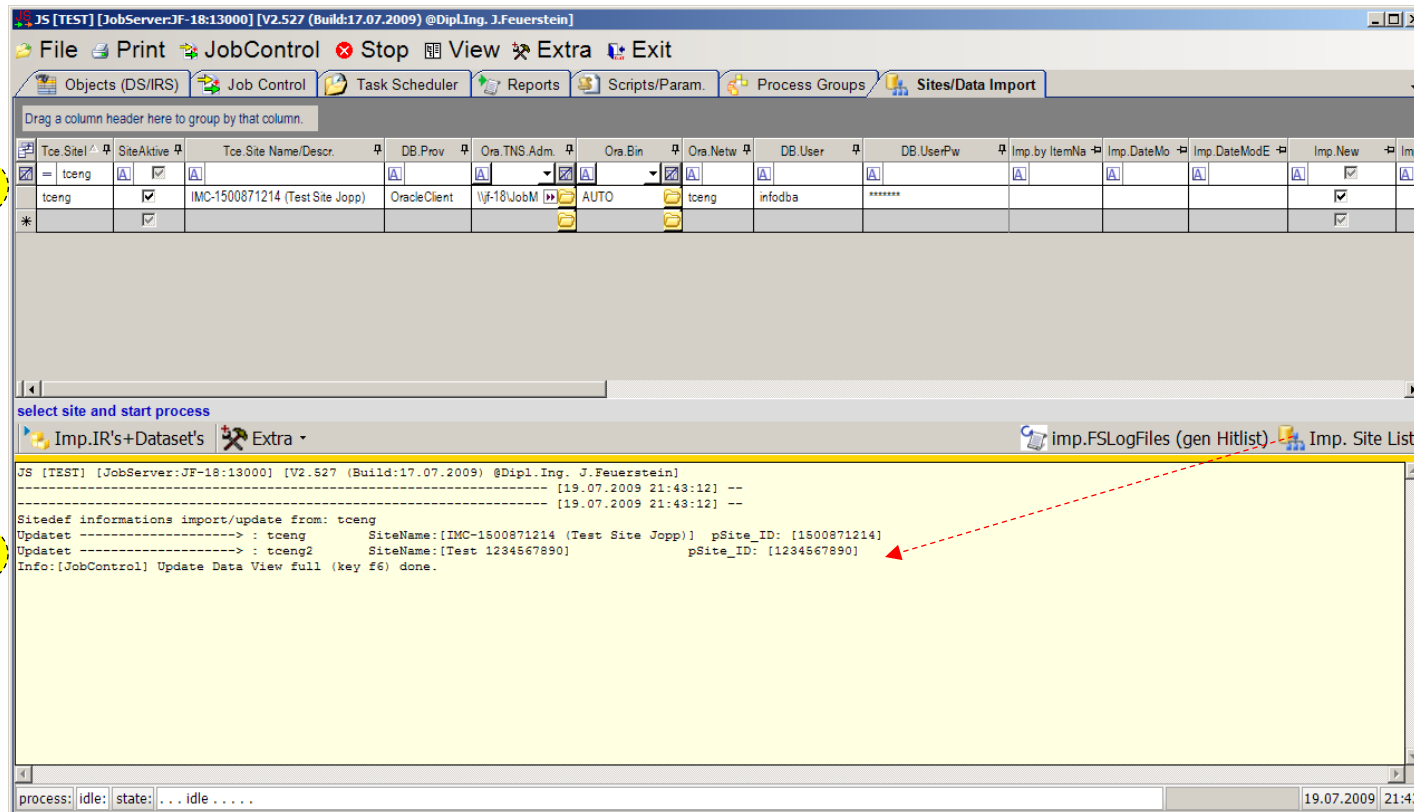 JS [TEST] [JobServer:JF-18:13000] [V2.527 (Build:17.07.2009) @Dipl.Ing. J.Feuerstein]
File Print JobControl Stop View Extra Exit
Objects (DS/IRS) Job Control Task Scheduler Reports Scripts/Param. Process Groups Sites/Data Import
Drag a column header here to group by that column.
Tce.SiteI SiteAktive Tce.Site Name/Descr. DB.Prov Ora.TNS.Adm. Ora.Bin Ora.Netw DB.User DB.UserPw Imp.by ItemNa Imp.DateMo Imp.DateModE Imp.New Im
= tceng
tceng IMC-1500871214 (Test Site Jopp) OracleClient \\jf-18\JobM AUTO tceng infodba *******
select site and start process
Imp.IR's+Dataset's Extra imp.FSLogFiles (gen Hitlist) Imp. Site List
JS [TEST] [JobServer:JF-18:13000] [V2.527 (Build:17.07.2009) @Dipl.Ing. J.Feuerstein]
-------------------------------------------------------------------- [19.07.2009 21:43:12] --
-------------------------------------------------------------------- [19.07.2009 21:43:12] --
Sitedef informations import/update from: tceng
Updatet --------------------> : tceng SiteName:[IMC-1500871214 (Test Site Jopp)] pSite_ID: [1500871214]
Updatet --------------------> : tceng2 SiteName:[Test 1234567890] pSite_ID: [1234567890]
Info:[JobControl] Update Data View full (key f6) done.
process: idle: state: . . . idle . . . . . 19.07.2009 21:4